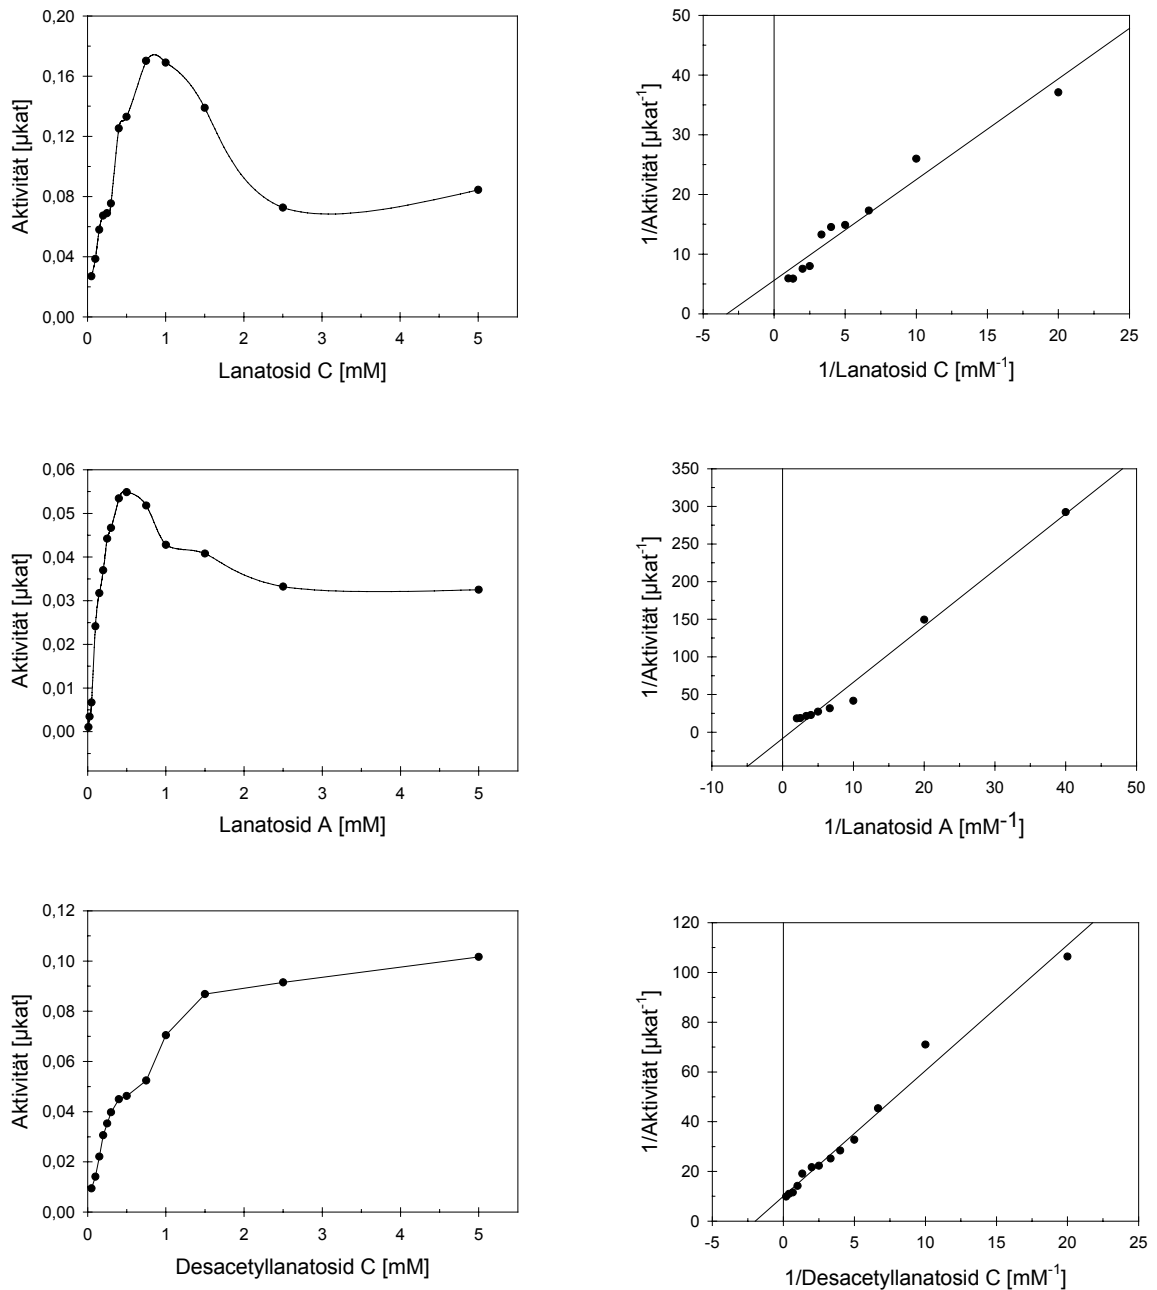 0,20
0,16
0,12
0,08
0,04
0,00
Aktivität [µkat]
0 1 2 3 4 5
Lanatosid C [mM]
50
40
30
20
10
0
1/Aktivität [µkat⁻¹]
-5 0 5 10 15 20 25
1/Lanatosid C [mM⁻¹]
0,06
0,05
0,04
0,03
0,02
0,01
0,00
Aktivität [µkat]
0 1 2 3 4 5
Lanatosid A [mM]
350
300
250
200
150
100
50
0
1/Aktivität [µkat⁻¹]
-10 0 10 20 30 40 50
1/Lanatosid A [mM⁻¹]
0,12
0,10
0,08
0,06
0,04
0,02
0,00
Aktivität [µkat]
0 1 2 3 4 5
Desacetyllanatosid C [mM]
120
100
80
60
40
20
0
1/Aktivität [µkat⁻¹]
-5 0 5 10 15 20 25
1/Desacetyllanatosid C [mM⁻¹]